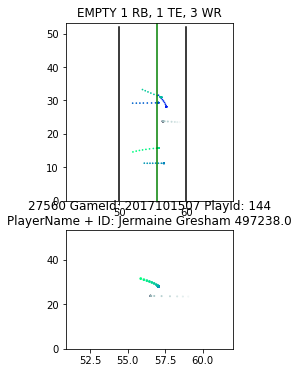 EMPTY 1 RB, 1 TE, 3 WR
50
40
30
20
10
0
50
60
27560 GameId: 2017101507 PlayId: 144
PlayerName + ID: Jermaine Gresham 497238.0
40
20
0
52.5 55.0 57.5 60.0